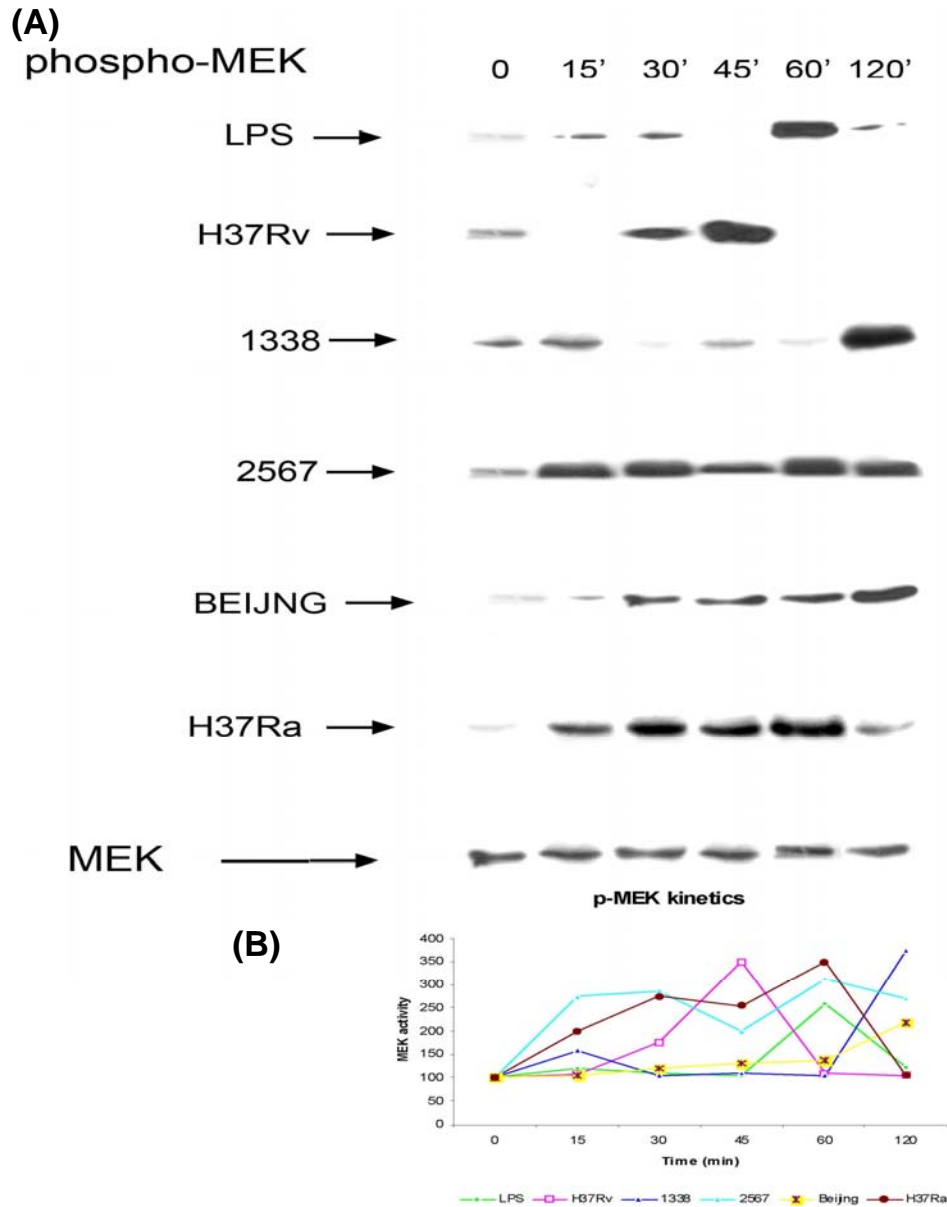 (A)
phospho-MEK 0 15’ 30’ 45’ 60’ 120’
LPS
H37Rv
1338
2567
BEIJNG
H37Ra
MEK
p-MEK kinetics
(B)
400
350
300
250
200
150
100
50
0
MEK activity
0 15 30 45 60 120
Time (min)
LPS H37Rv 1338 2567 Beijing H37Ra